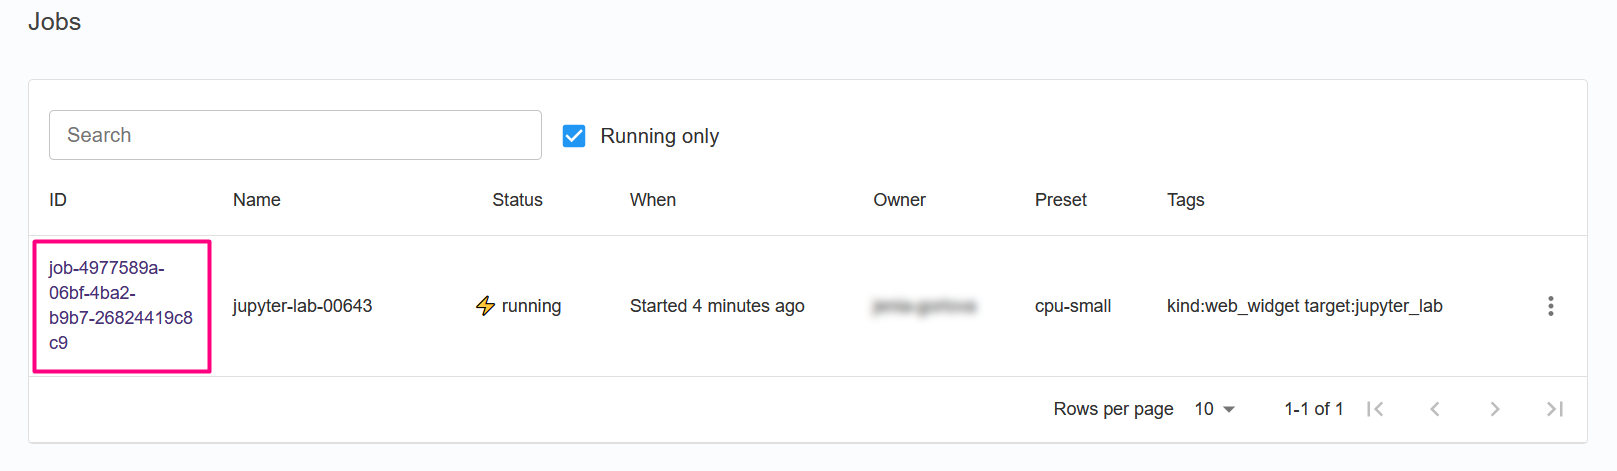 Jobs
Search
Running only
ID Name Status When Owner Preset Tags
job-4977589a-
06bf-4ba2-
b9b7-26824419c8
c9
jupyter-lab-00643 running Started 4 minutes ago cpu-small kind:web_widget target:jupyter_lab
Rows per page 10 1-1 of 1